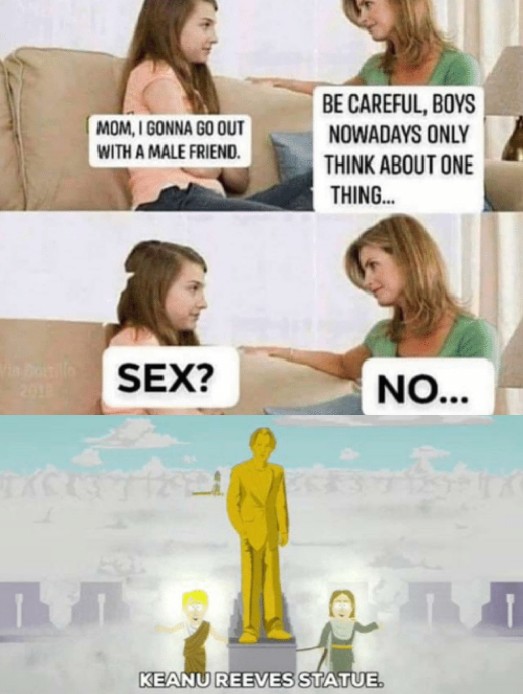 MOM, I GONNA GO OUT
WITH A MALE FRIEND.
BE CAREFUL, BOYS
NOWADAYS ONLY
THINK ABOUT ONE
THING...
SEX?
NO...
KEANU REEVES STATUE.